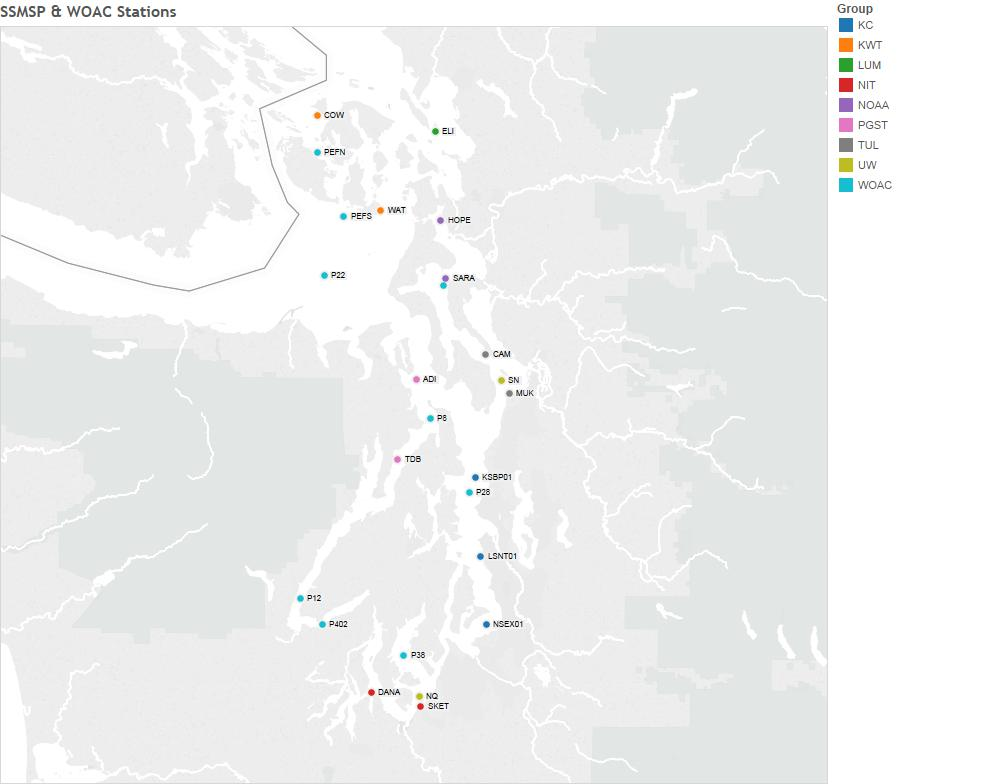 SSMSP & WOAC Stations
Group
KC
KWT
LUM
NIT
NOAA
PGST
TUL
UW
WOAC
COW
ELI
PEFN
WAT
PEFS
HOPE
P22
SARA
CAM
ADI
SN
MUK
P8
TDB
KSBP01
P28
LSNT01
P12
P402
NSEX01
P38
DANA
NQ
SKET